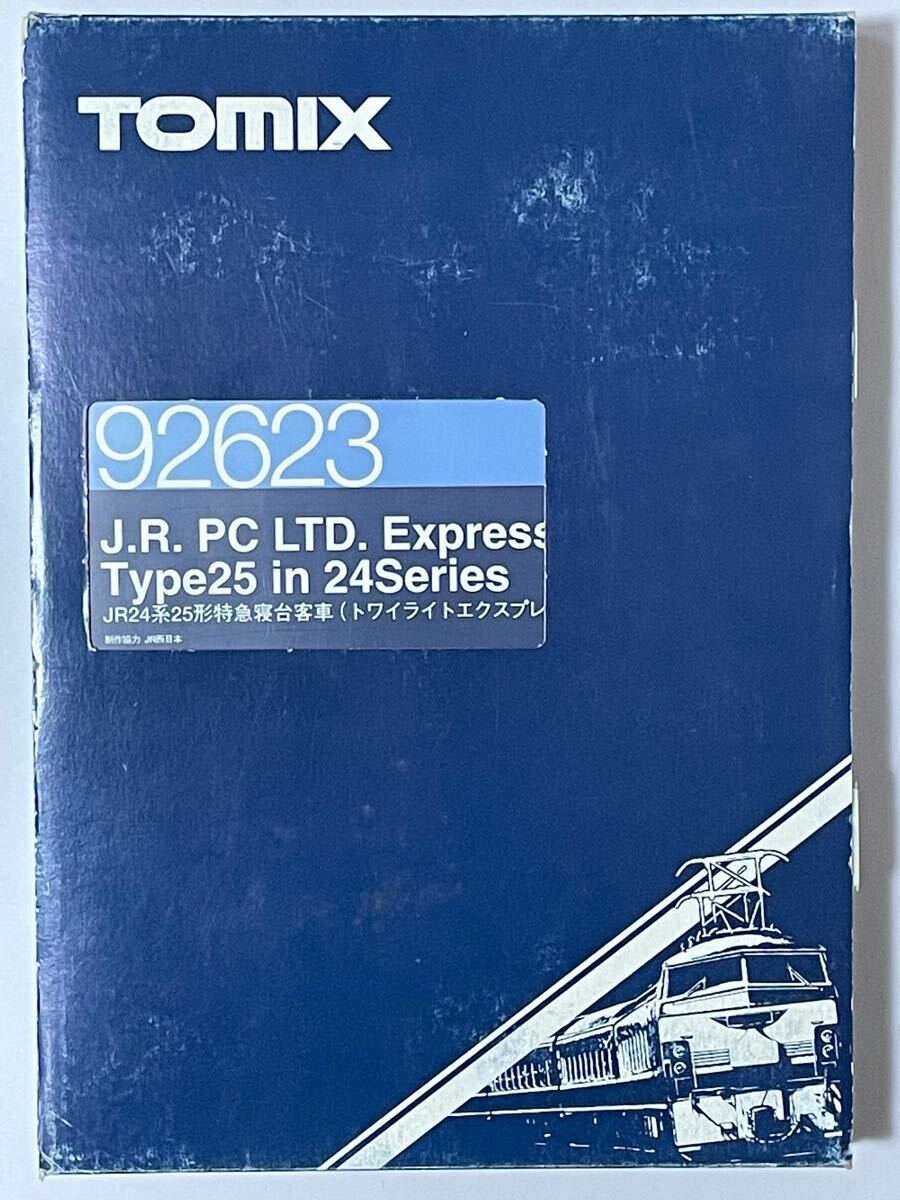 TOMIX
92623
J.R. PC LTD. Express
Type25 in 24Series
JR24系25形特急寝台客車(トワイライトエクスプレ
制作協力 JR西日本